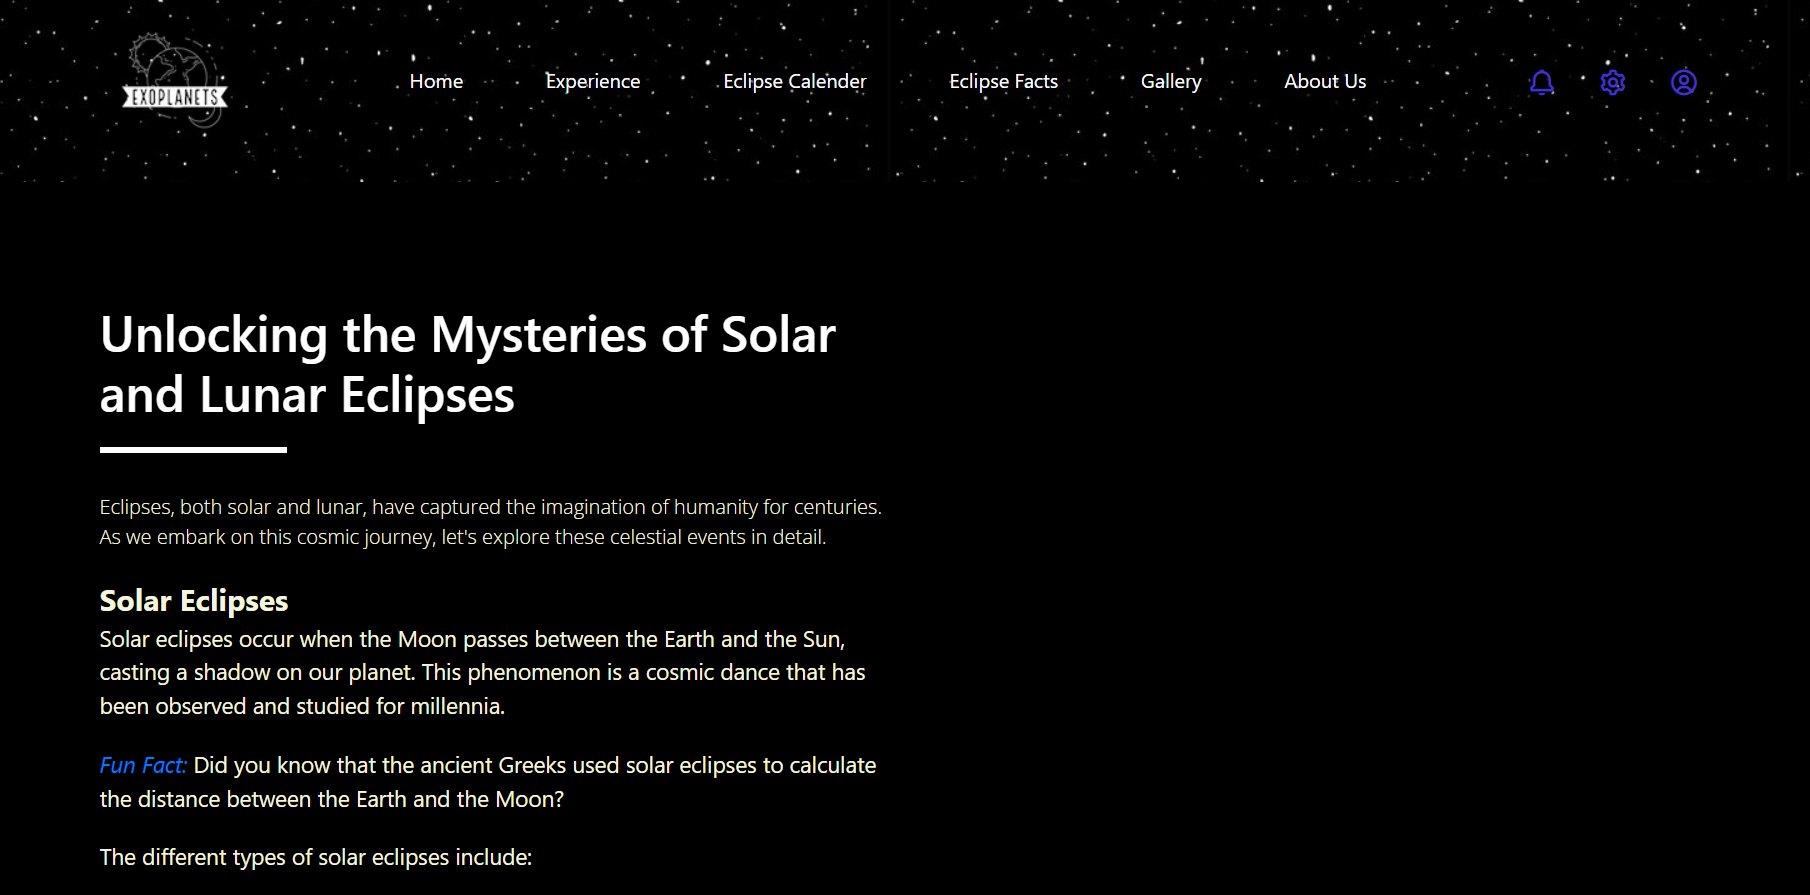 EXOPLANETS
Home Experience Eclipse Calender Eclipse Facts Gallery About Us
Unlocking the Mysteries of Solar
and Lunar Eclipses
Eclipses, both solar and lunar, have captured the imagination of humanity for centuries.
As we embark on this cosmic journey, let's explore these celestial events in detail.
Solar Eclipses
Solar eclipses occur when the Moon passes between the Earth and the Sun,
casting a shadow on our planet. This phenomenon is a cosmic dance that has
been observed and studied for millennia.
Fun Fact: Did you know that the ancient Greeks used solar eclipses to calculate
the distance between the Earth and the Moon?
The different types of solar eclipses include: